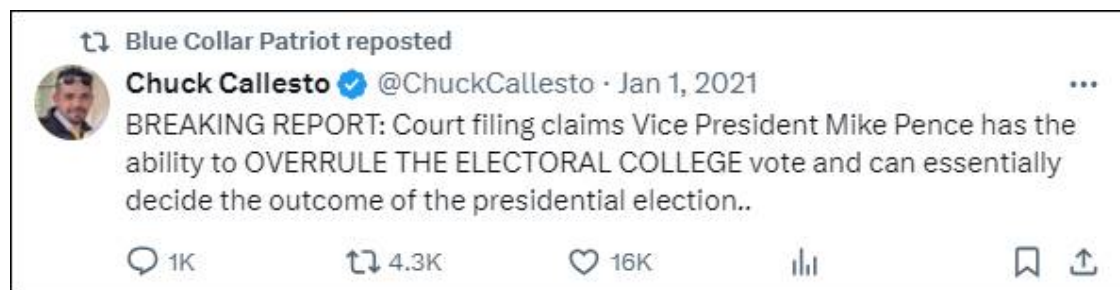 Blue Collar Patriot reposted
Chuck Callesto @ChuckCallesto · Jan 1, 2021
BREAKING REPORT: Court filing claims Vice President Mike Pence has the
ability to OVERRULE THE ELECTORAL COLLEGE vote and can essentially
decide the outcome of the presidential election..
1K 4.3K 16K